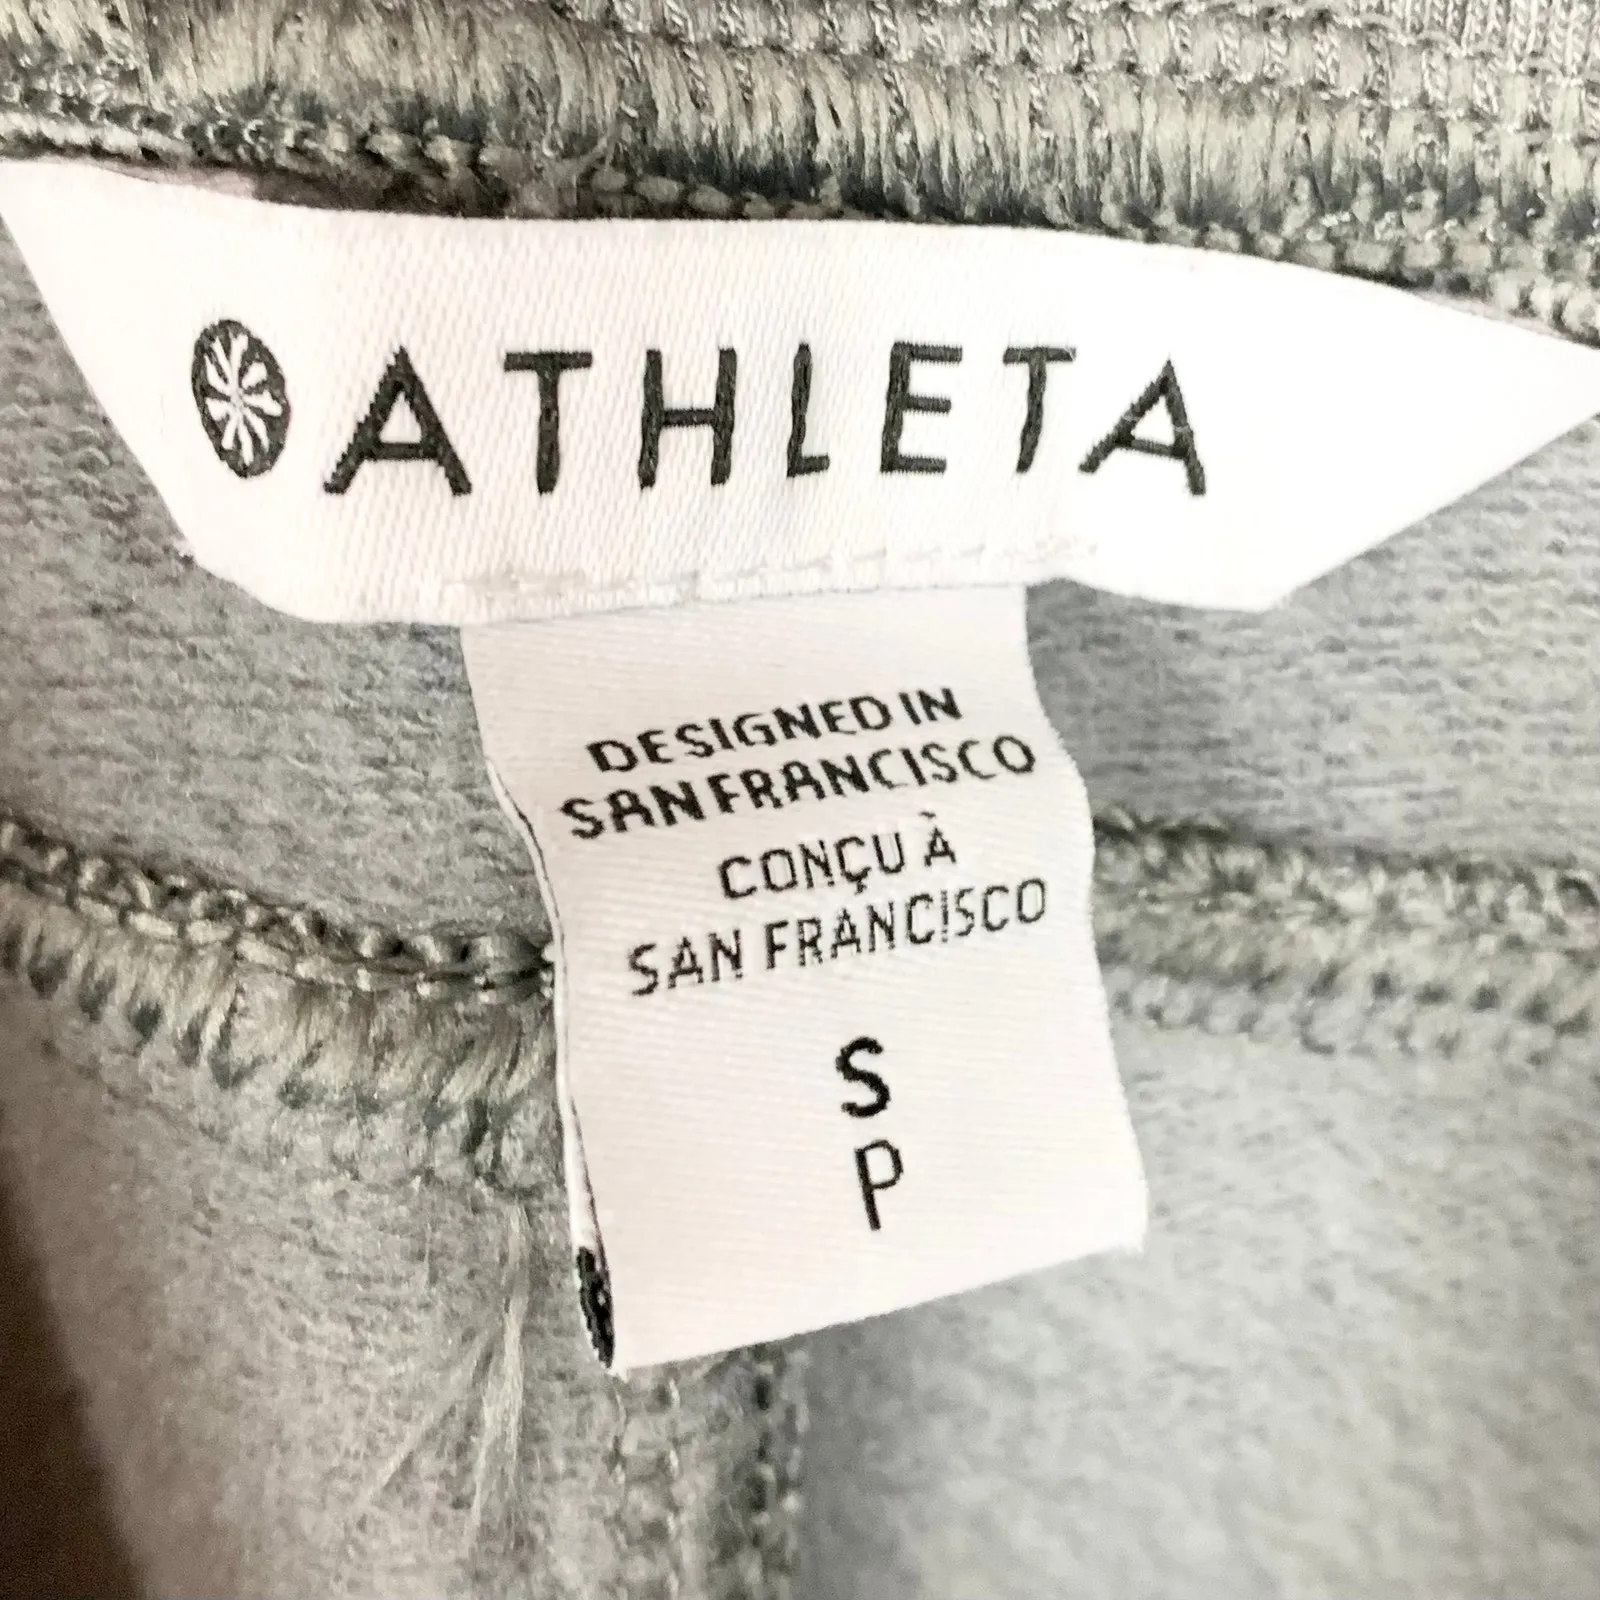 ATHLETA
DESIGNED IN
SAN FRANCISCO
CONÇU À
SAN FRANCISCO
S
P